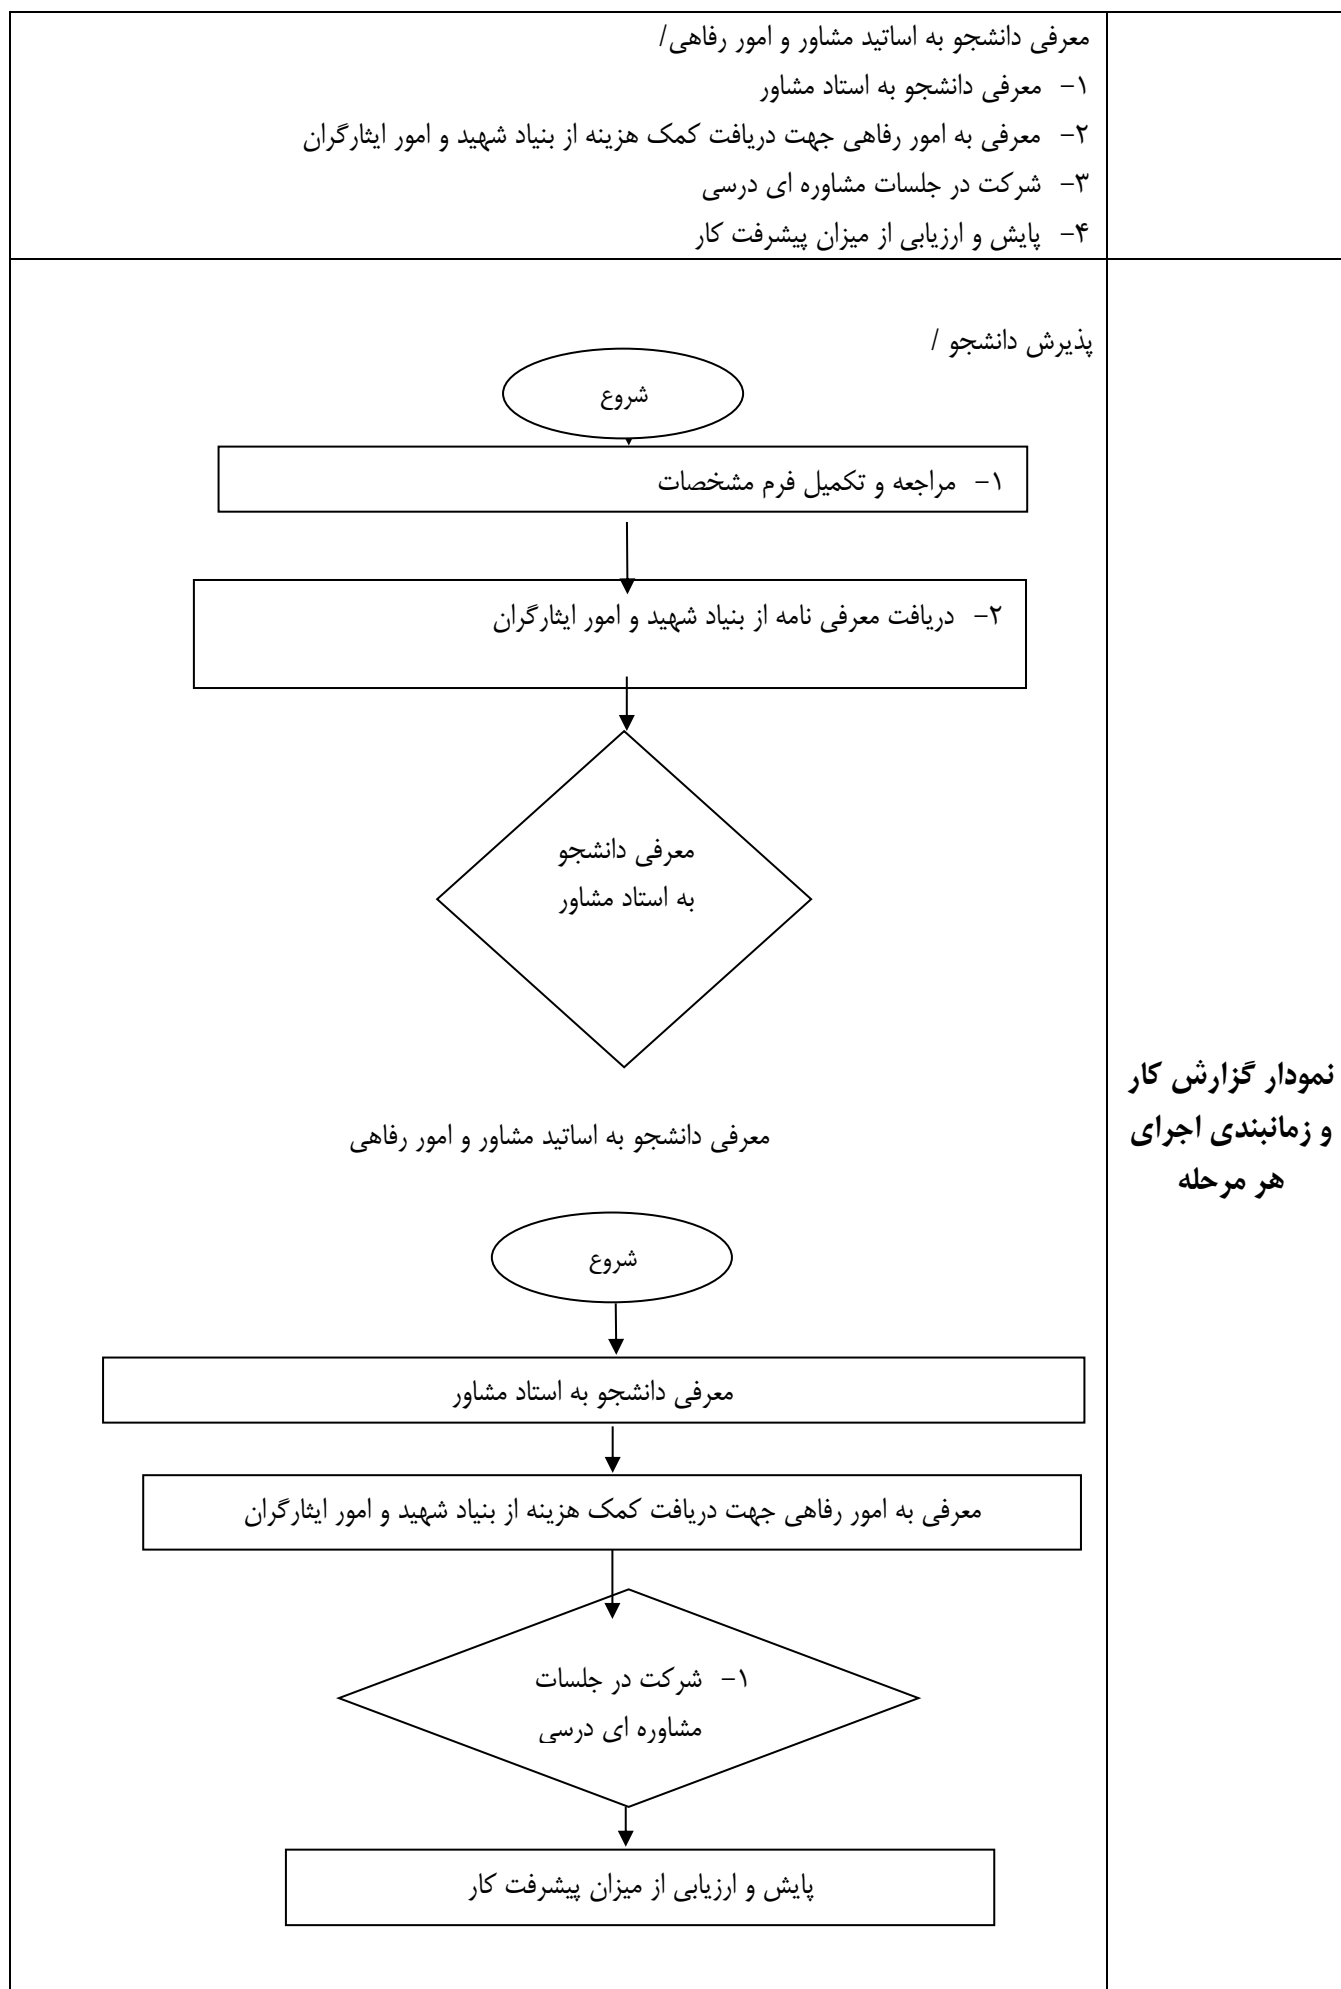 معرفی دانشجو به اساتید مشاور و امور رفاهی/
۱- معرفی دانشجو به استاد مشاور
۲- معرفی به امور رفاهی جهت دریافت کمک هزینه از بنیاد شهید و امور ایثارگران
۳- شرکت در جلسات مشاوره ای درسی
۴- پایش و ارزیابی از میزان پیشرفت کار
نمودار گزارش کار
و زمانبندی اجرای
هر مرحله
پذیرش دانشجو /
شروع
۱- مراجعه و تکمیل فرم مشخصات
۲- دریافت معرفی نامه از بنیاد شهید و امور ایثارگران
معرفی دانشجو
به استاد مشاور
معرفی دانشجو به اساتید مشاور و امور رفاهی
شروع
معرفی دانشجو به استاد مشاور
معرفی به امور رفاهی جهت دریافت کمک هزینه از بنیاد شهید و امور ایثارگران
۱- شرکت در جلسات
مشاوره ای درسی
پایش و ارزیابی از میزان پیشرفت کار